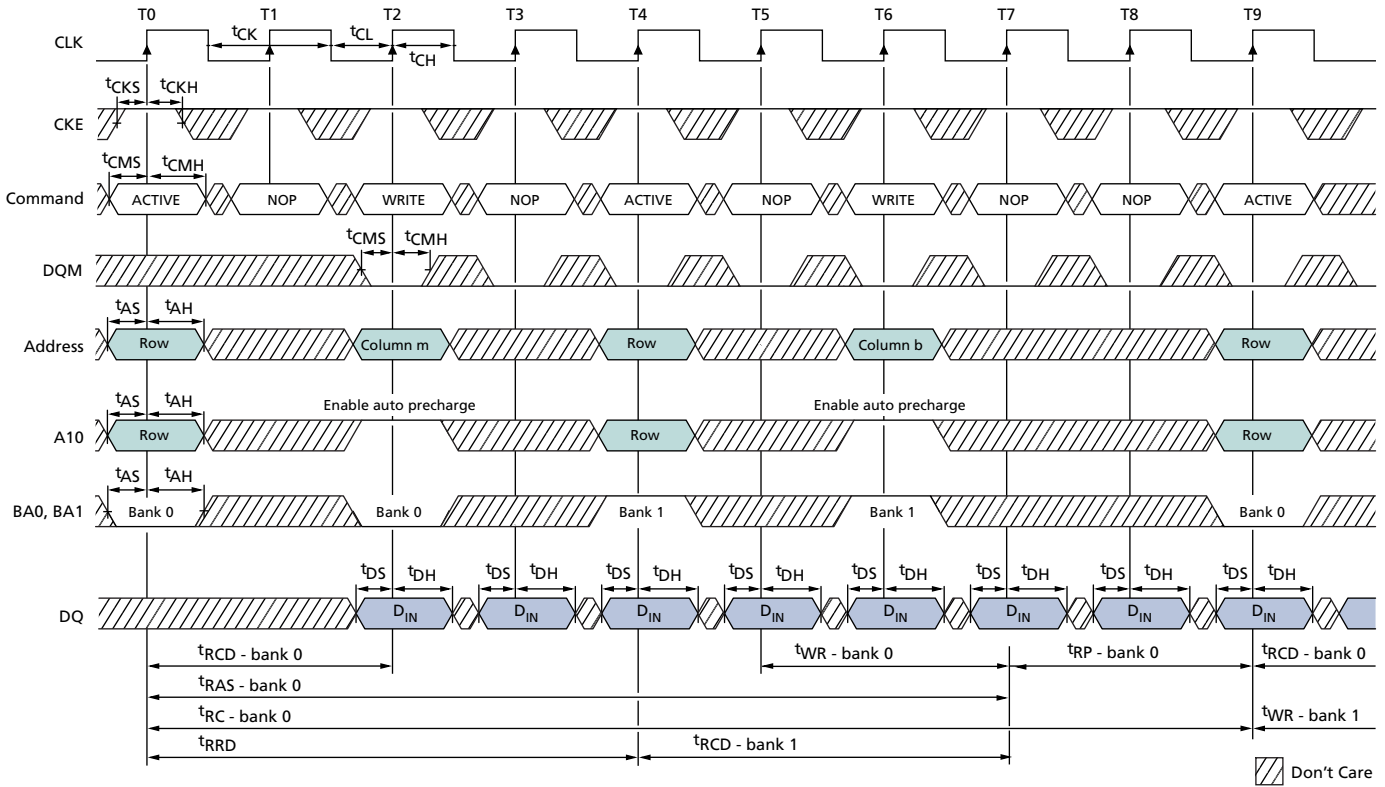 T0 T1 T2 T3 T4 T5 T6 T7 T8 T9
CLK tCK tCL tCH
CKE tCKS tCKH
tCMS tCMH
Command ACTIVE NOP WRITE NOP ACTIVE NOP WRITE NOP NOP ACTIVE
tCMS tCMH
DQM
tAS tAH
Address Row Column m Row Column b Row
tAS tAH Enable auto precharge Enable auto precharge
A10 Row Row Row
tAS tAH
BA0, BA1 Bank 0 Bank 0 Bank 1 Bank 1 Bank 0
tDS tDH tDS tDH tDS tDH tDS tDH tDS tDH tDS tDH tDS tDH tDS tDH
DQ DIN DIN DIN DIN DIN DIN DIN DIN
tRCD - bank 0 tWR - bank 0 tRP - bank 0 tRCD - bank 0
tRAS - bank 0
tRC - bank 0 tWR - bank 1
tRRD tRCD - bank 1
Don't Care